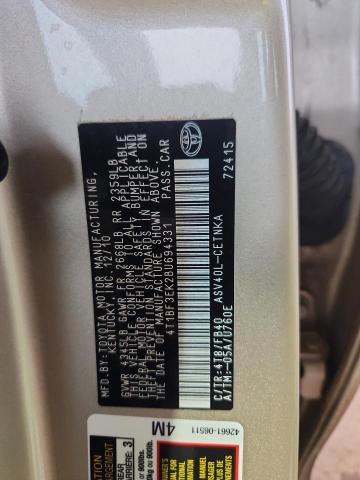 MFD.BY:TOYOTA MOTOR MANUFACTURING,
KENTUCKY, INC. 12/10
GVWR 4345LB GAWR FR 2668LB RR 2359LB
THIS VEHICLE CONFORMS TO ALL APPLICABLE
FEDERAL MOTOR VEHICLE SAFETY BUMPER, AND
THEFT PREVENTION STANDARDS IN EFFECT ON
THE DATE OF MANUFACTURE SHOWN ABOVE.
4T1BF3EK2BU694331 PASS.CAR
ASV40L-CETNKA 72415
C/TR:4T8/FB40
A/TM:-05A/U760E
42661-06511
4M
3
MANUEL